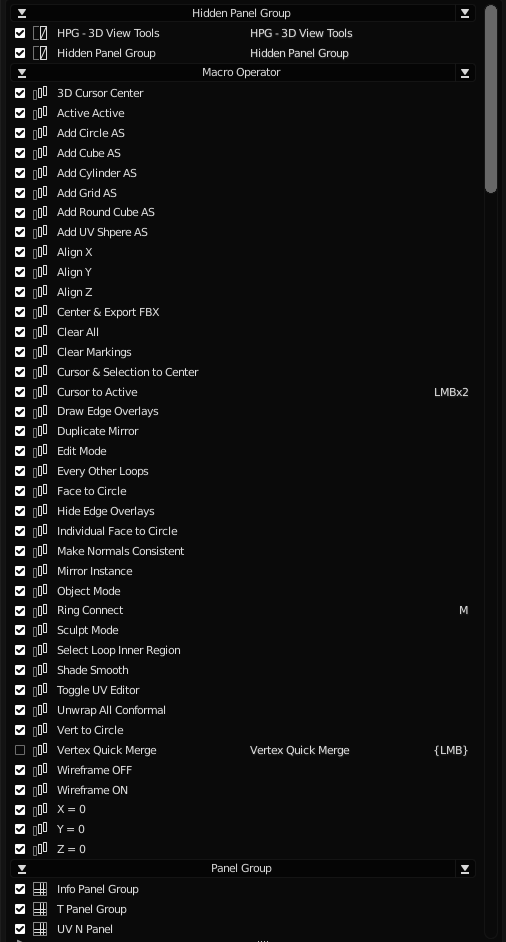 Hidden Panel Group
HPG - 3D View Tools HPG - 3D View Tools
Hidden Panel Group Hidden Panel Group
Macro Operator
3D Cursor Center
Active Active
Add Circle AS
Add Cube AS
Add Cylinder AS
Add Grid AS
Add Round Cube AS
Add UV Shpere AS
Align X
Align Y
Align Z
Center & Export FBX
Clear All
Clear Markings
Cursor & Selection to Center
Cursor to Active LMBx2
Draw Edge Overlays
Duplicate Mirror
Edit Mode
Every Other Loops
Face to Circle
Hide Edge Overlays
Individual Face to Circle
Make Normals Consistent
Mirror Instance
Object Mode
Ring Connect M
Sculpt Mode
Select Loop Inner Region
Shade Smooth
Toggle UV Editor
Unwrap All Conformal
Vert to Circle
Vertex Quick Merge Vertex Quick Merge {LMB}
Wireframe OFF
Wireframe ON
X = 0
Y = 0
Z = 0
Panel Group
Info Panel Group
T Panel Group
UV N Panel